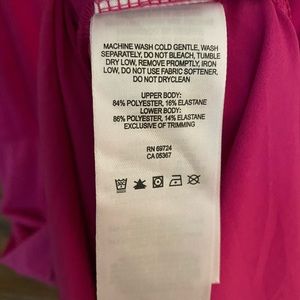 MACHINE WASH COLD GENTLE, WASH
SEPARATELY, DO NOT BLEACH, TUMBLE
DRY LOW, REMOVE PROMPTLY, IRON
LOW, DO NOT USE FABRIC SOFTENER.
DO NOT DRYCLEAN
UPPER BODY:
84% POLYESTER, 16% ELASTANE
LOWER BODY:
86% POLYESTER, 14% ELASTANE
EXCLUSIVE OF TRIMMING
RN 69724
CA 05367